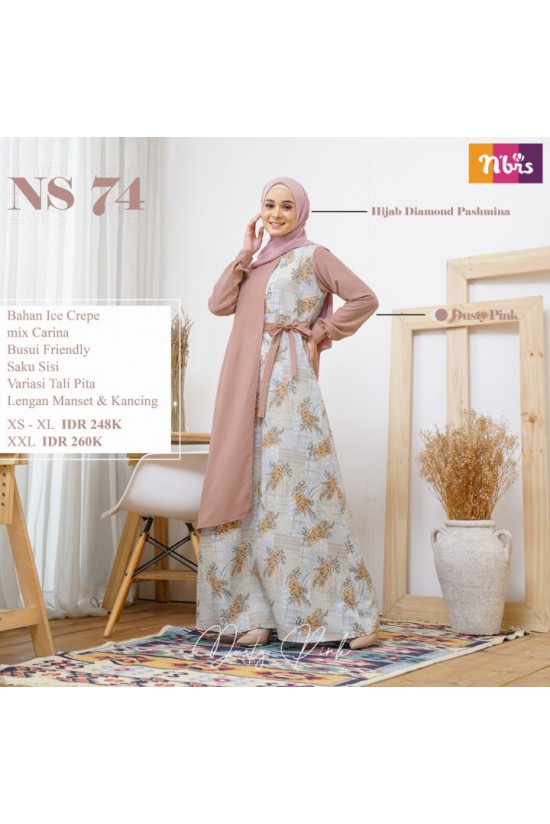 NS 74
N'brs
Hijab Diamond Pashmina
Dusty Pink
Bahan Ice Crepe
mix Carina
Busui Friendly
Saku Sisi
Variasi Tali Pita
Lengan Manset & Kancing
XS - XL IDR 248K
XXL IDR 260K
Dusty Pink